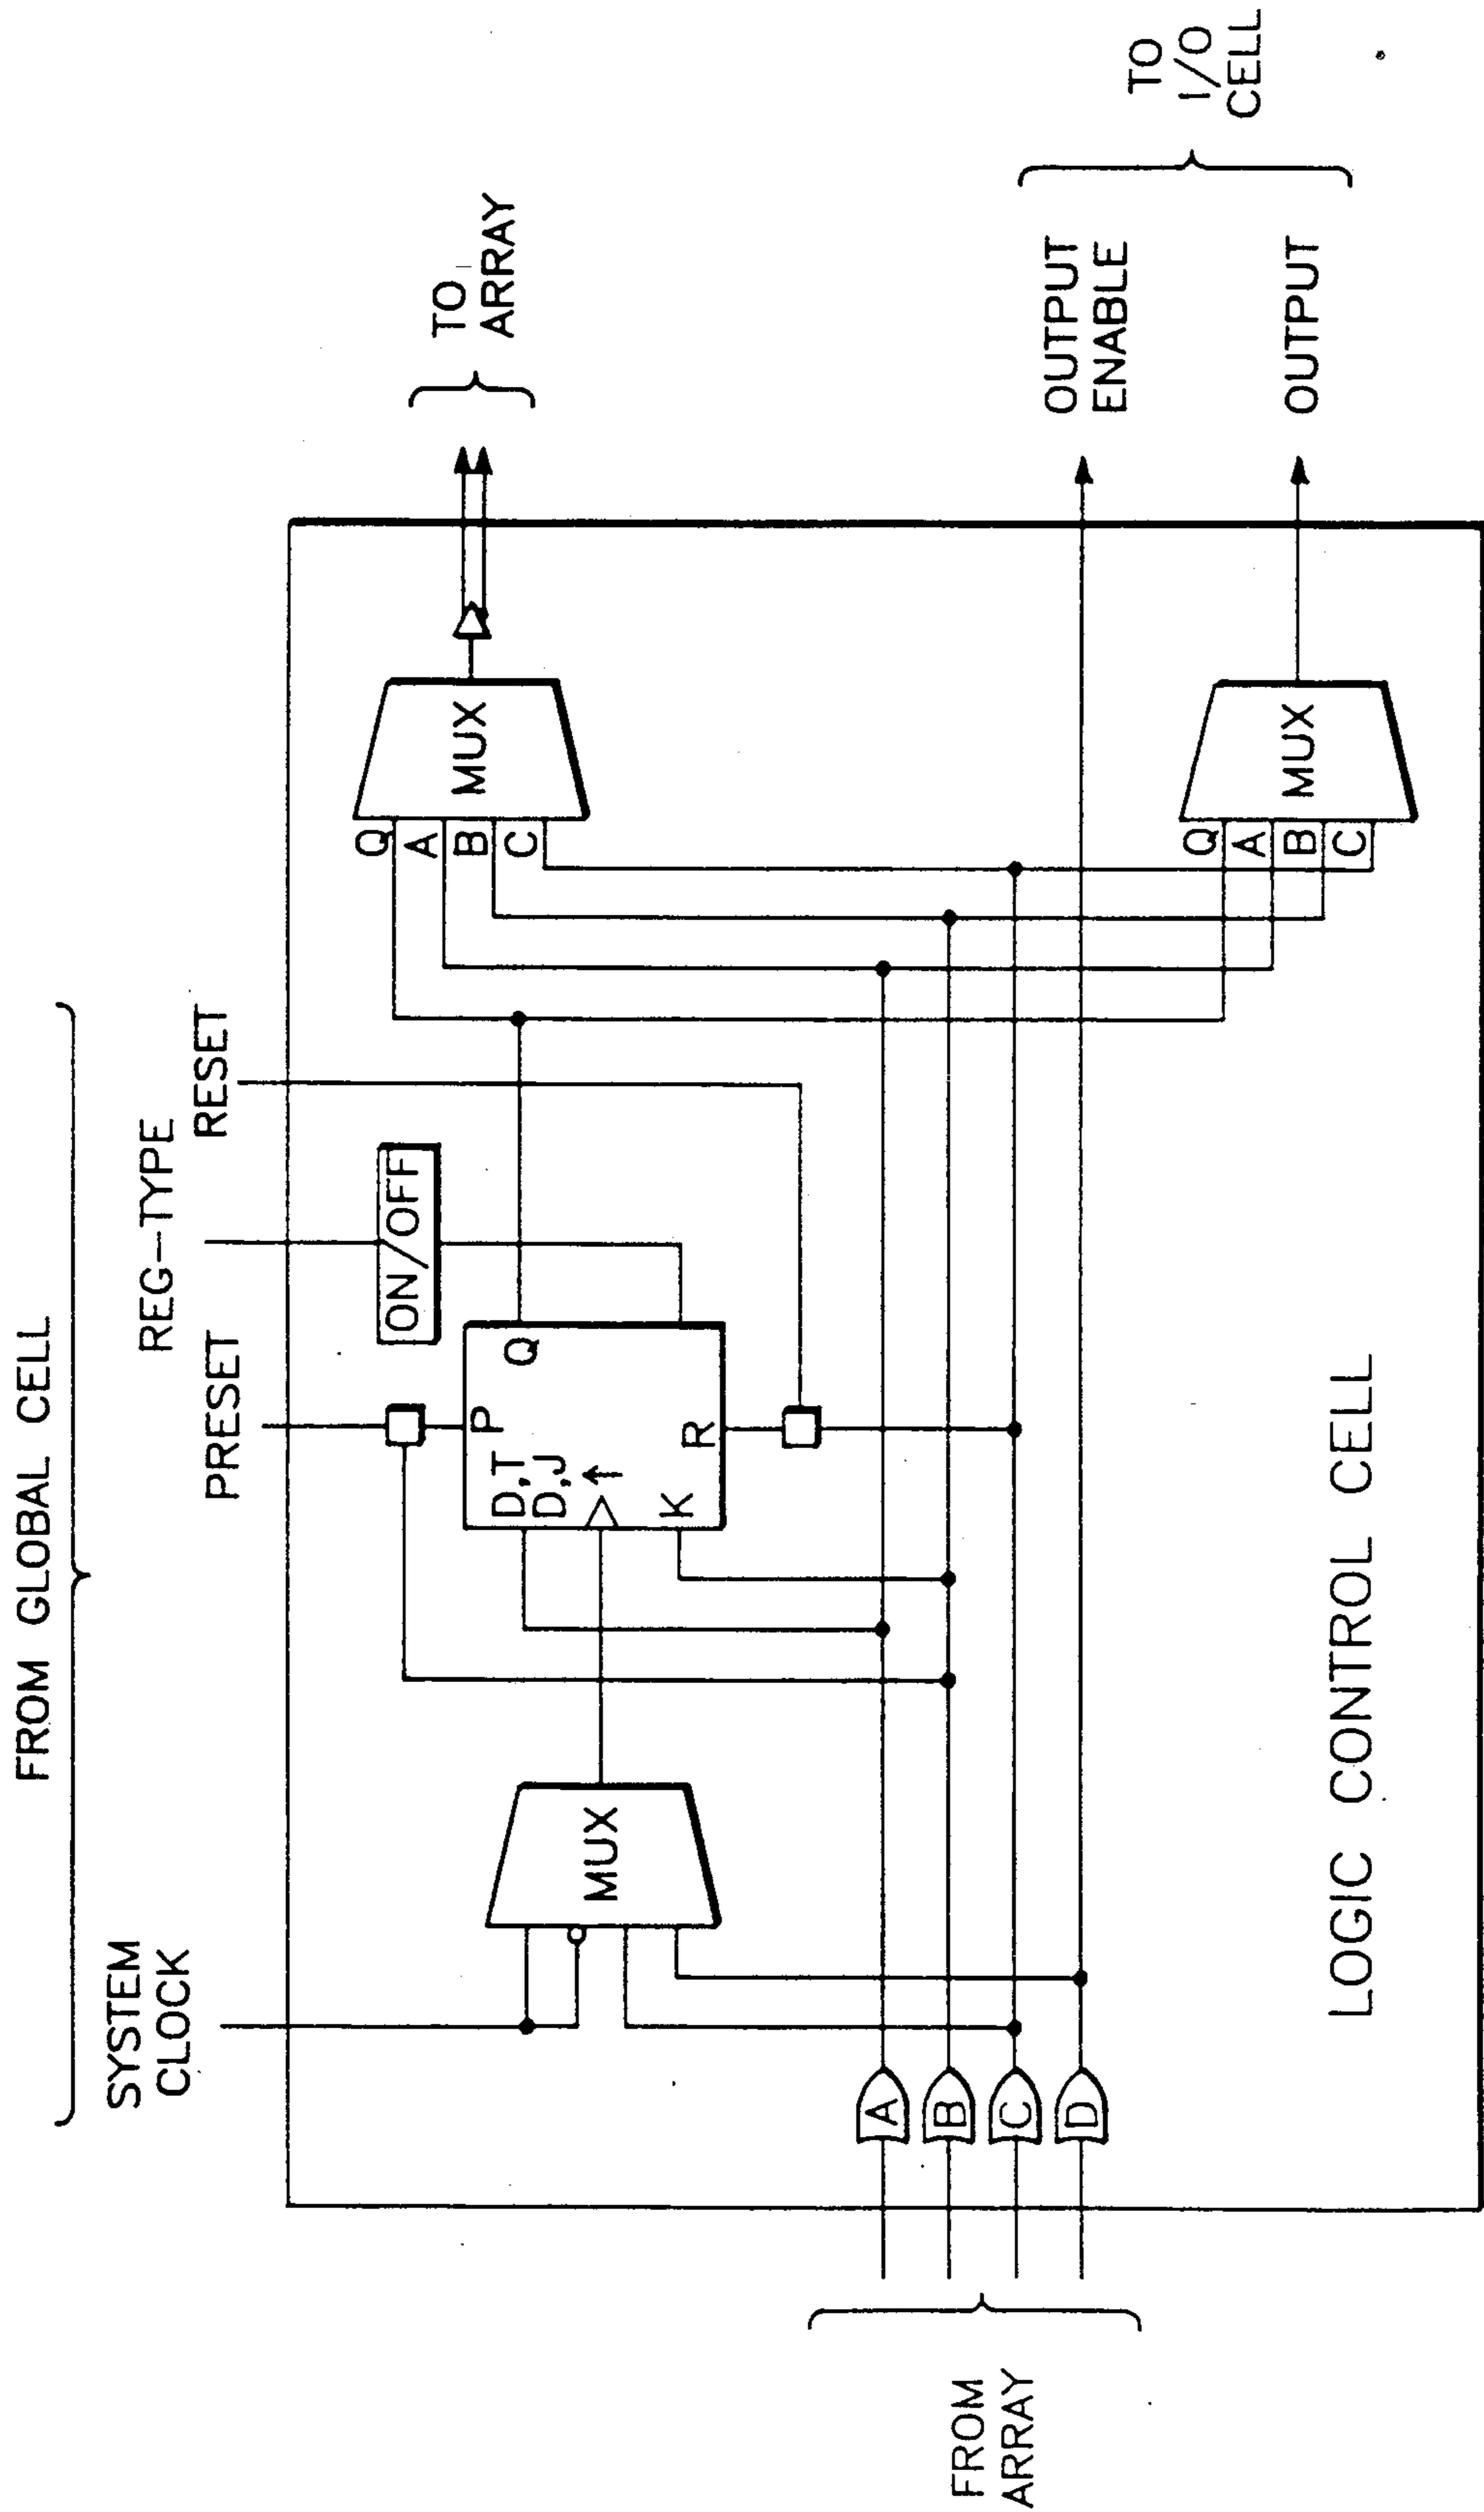 FROM GLOBAL CELL
SYSTEM
CLOCK
PRESET
REG-TYPE
RESET
ON/OFF
MUX
D,T
D,J
K
P
Q
R
Q
A
B
C
MUX
TO
ARRAY
A
B
C
D
FROM
ARRAY
OUTPUT
ENABLE
OUTPUT
TO
I/O
CELL
Q
A
B
C
MUX
LOGIC CONTROL CELL